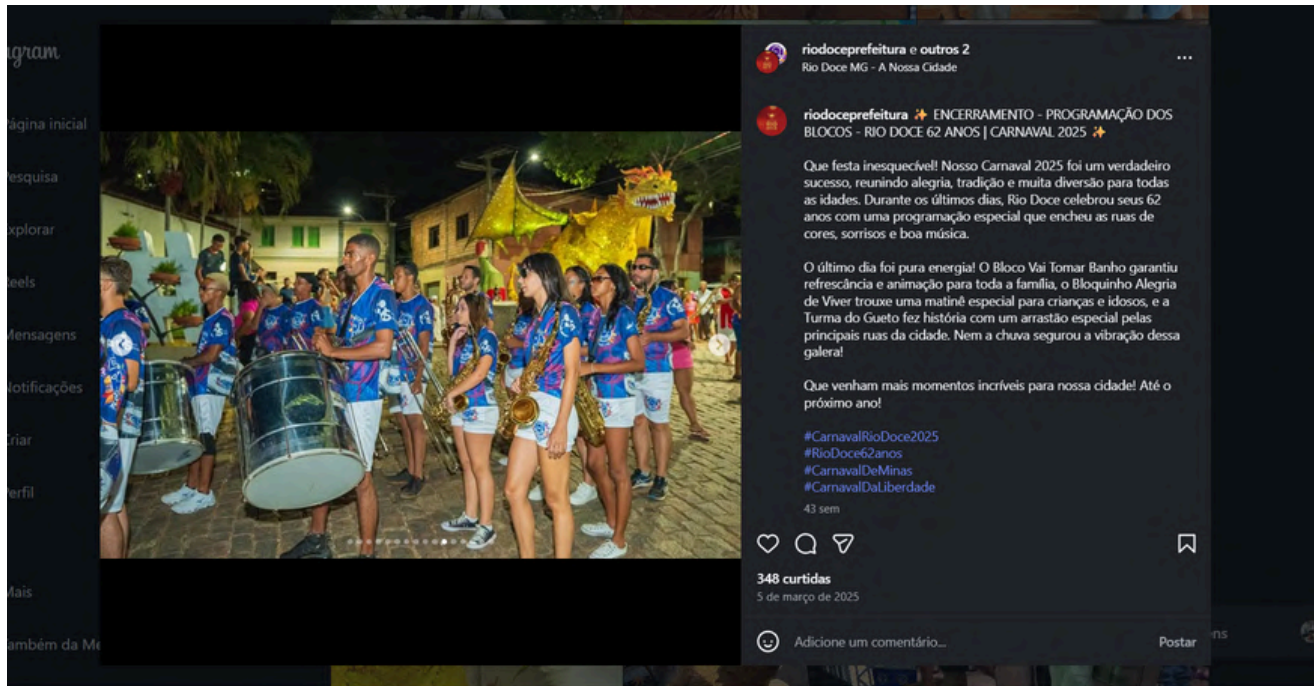 agram
Página inicial
Pesquisa
Explorar
Reels
Mensagens
Notificações
Criar
Perfil
Mais
Também da Me
riodoceprefeitura e outros 2
Rio Doce MG - A Nossa Cidade
riodoceprefeitura ✨ ENCERRAMENTO - PROGRAMAÇÃO DOS
BLOCOS - RIO DOCE 62 ANOS | CARNAVAL 2025 ✨
Que festa inesquecível! Nosso Carnaval 2025 foi um verdadeiro
sucesso, reunindo alegria, tradição e muita diversão para todas
as idades. Durante os últimos dias, Rio Doce celebrou seus 62
anos com uma programação especial que encheu as ruas de
cores, sorrisos e boa música.
O último dia foi pura energia! O Bloco Vai Tomar Banho garantiu
refrescância e animação para toda a família, o Bloquinho Alegria
de Viver trouxe uma matinê especial para crianças e idosos, e a
Turma do Gueto fez história com um arrastão especial pelas
principais ruas da cidade. Nem a chuva segurou a vibração dessa
galera!
Que venham mais momentos incríveis para nossa cidade! Até o
próximo ano!
#CarnavalRioDoce2025
#RioDoce62anos
#CarnavalDeMinas
#CarnavalDaLiberdade
43 sem
348 curtidas
5 de março de 2025
Adicione um comentário...
Postar
ns